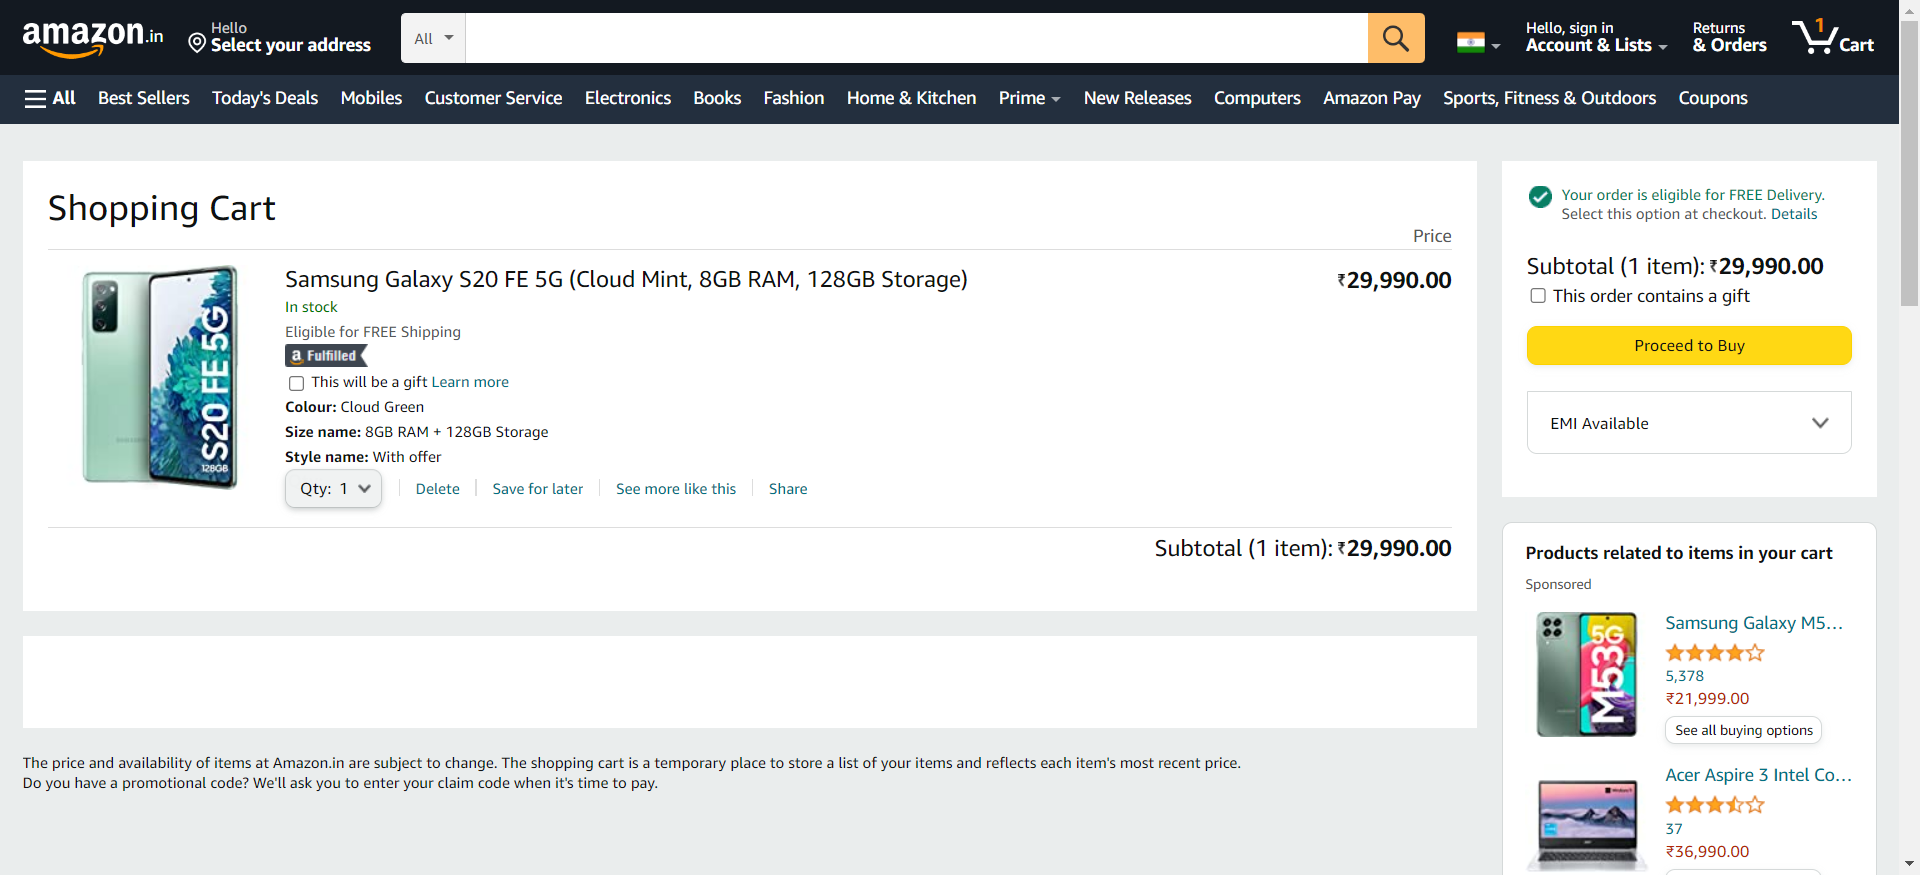 amazon.in
Hello
Select your address
All
Hello, sign in
Account & Lists
Returns
& Orders
1
Cart
All
Best Sellers
Today's Deals
Mobiles
Customer Service
Electronics
Books
Fashion
Home & Kitchen
Prime
New Releases
Computers
Amazon Pay
Sports, Fitness & Outdoors
Coupons
Shopping Cart
Price
S20 FE 5G
128GB
SAMSUNG
Samsung Galaxy S20 FE 5G (Cloud Mint, 8GB RAM, 128GB Storage)
₹29,990.00
In stock
Eligible for FREE Shipping
a Fulfilled
This will be a gift Learn more
Colour: Cloud Green
Size name: 8GB RAM + 128GB Storage
Style name: With offer
Qty: 1
Delete
Save for later
See more like this
Share
Subtotal (1 item): ₹29,990.00
The price and availability of items at Amazon.in are subject to change. The shopping cart is a temporary place to store a list of your items and reflects each item's most recent price.
Do you have a promotional code? We'll ask you to enter your claim code when it's time to pay.
Your order is eligible for FREE Delivery.
Select this option at checkout. Details
Subtotal (1 item): ₹29,990.00
This order contains a gift
Proceed to Buy
EMI Available
Products related to items in your cart
Sponsored
M53 5G
Samsung Galaxy M5…
5,378
₹21,999.00
See all buying options
Acer Aspire 3 Intel Co…
37
₹36,990.00